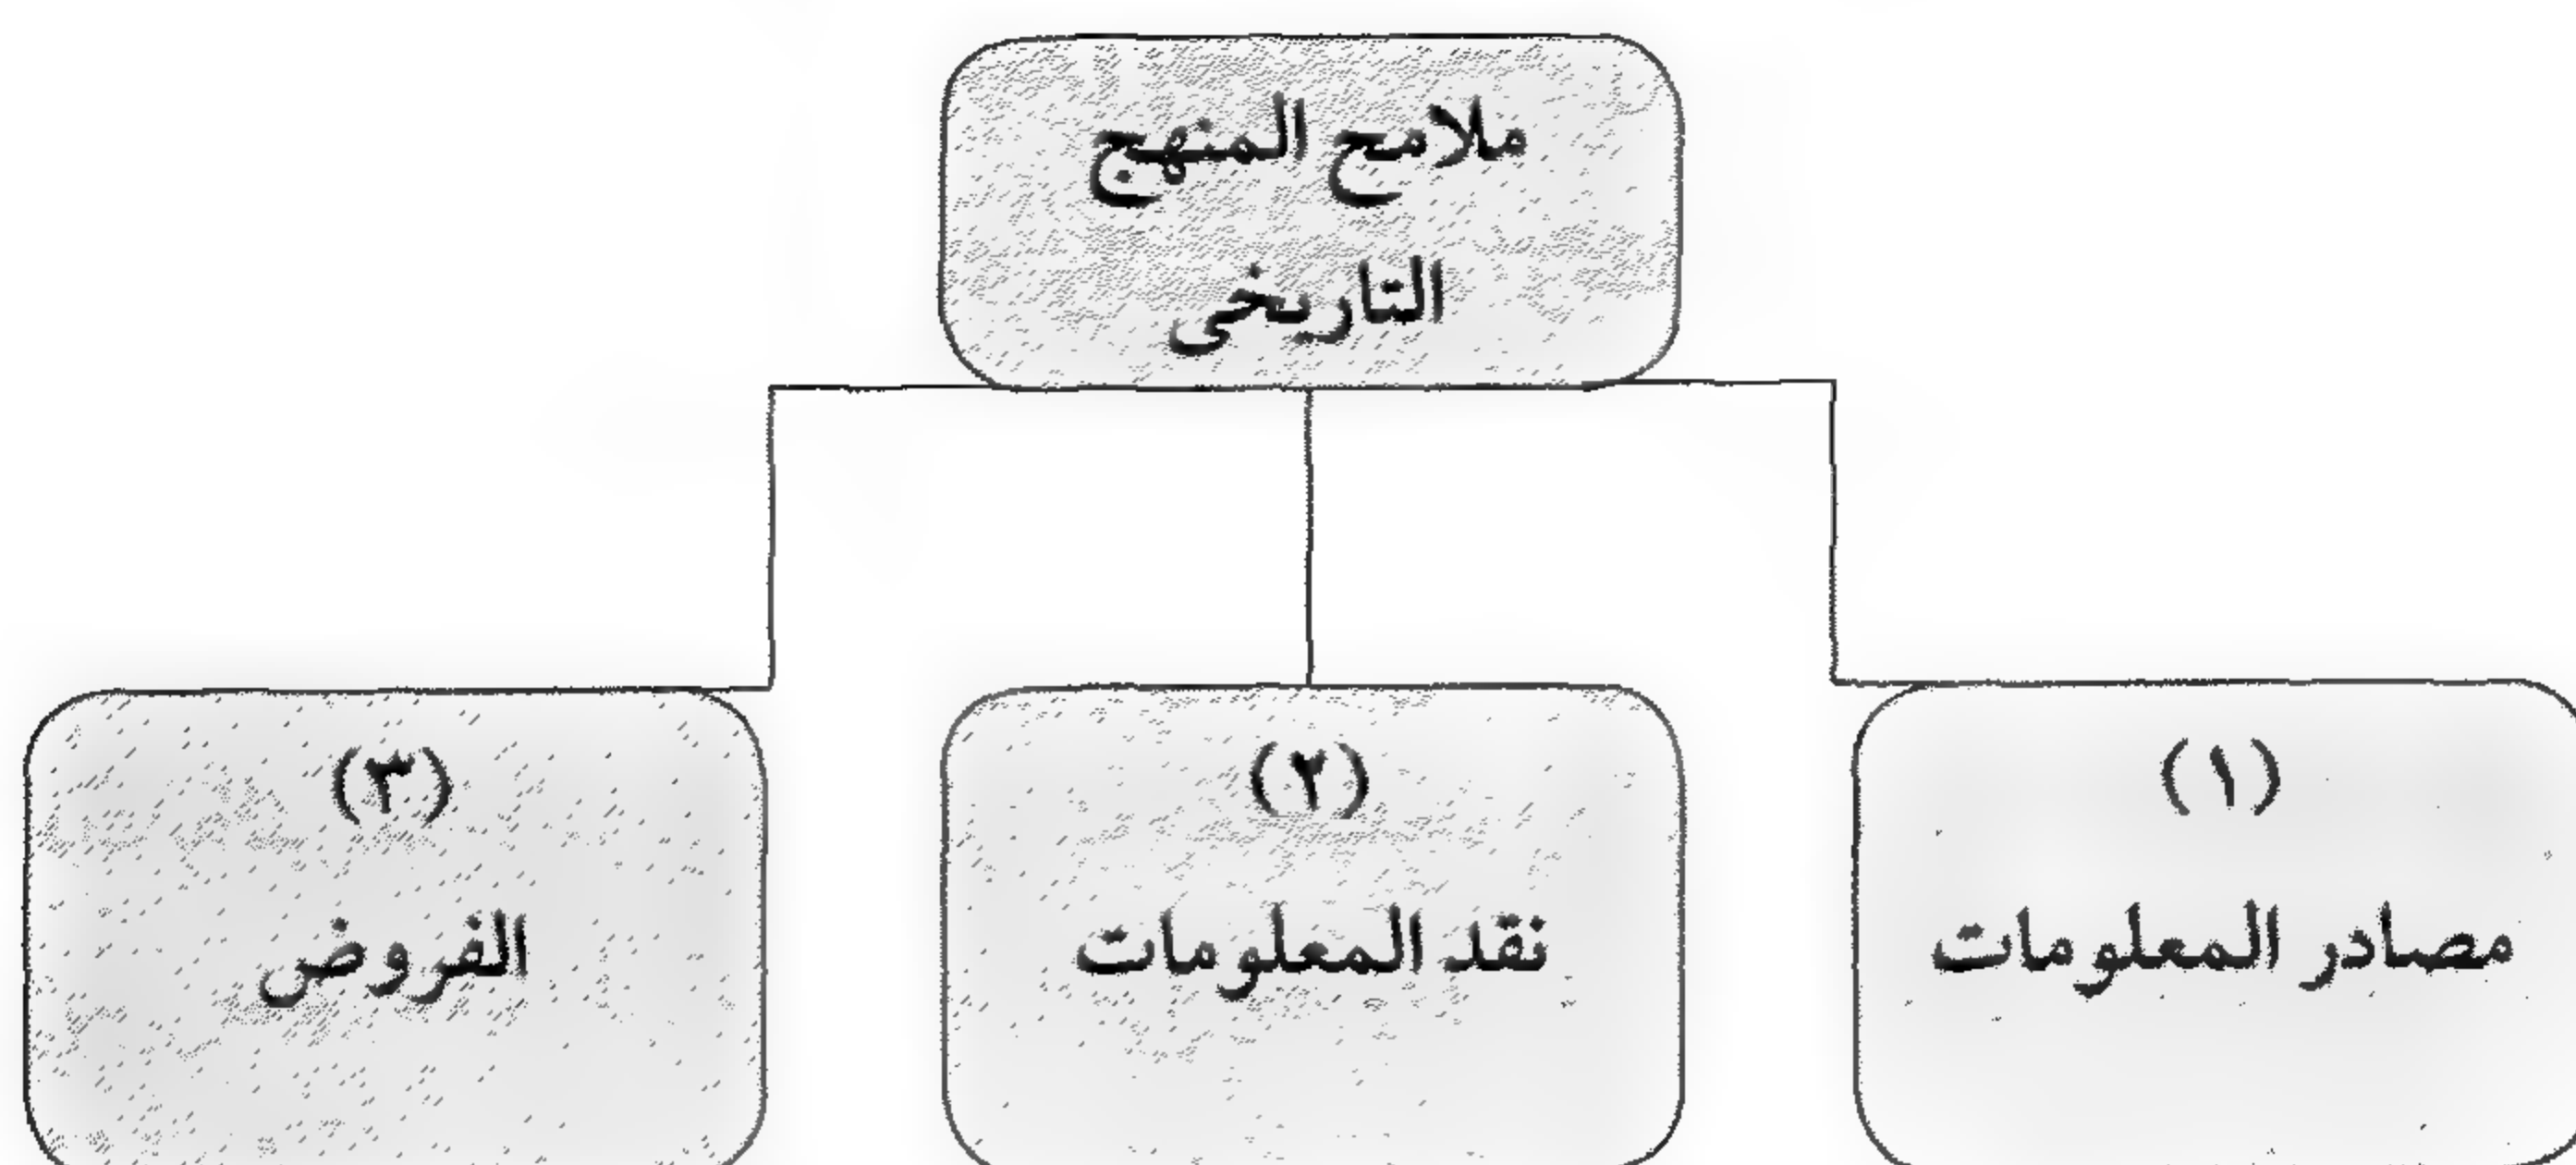 ملامح المنهج
التاريخى
(١)
مصادر المعلومات
(٢)
نقد المعلومات
(٣)
الفروض